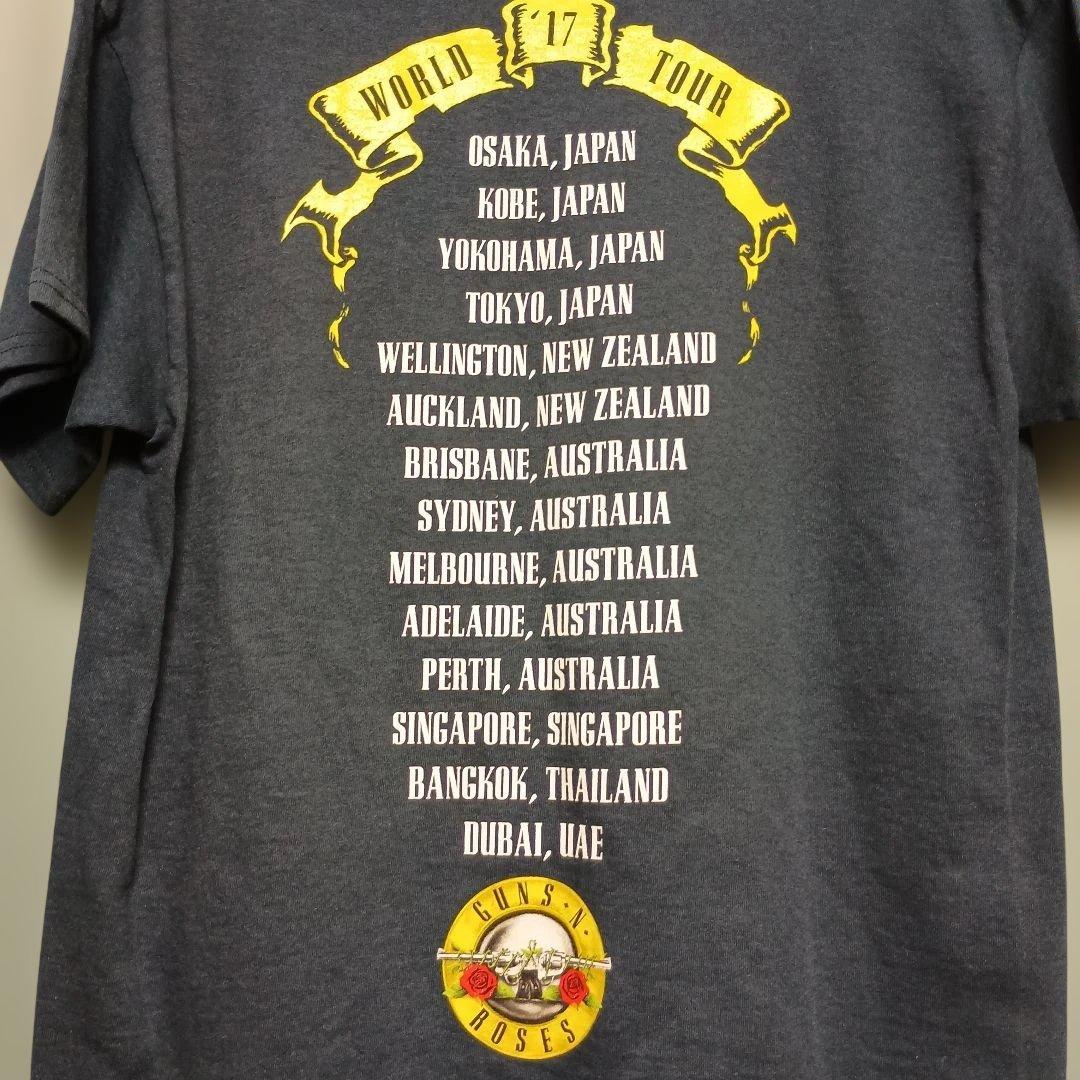 WORLD '17 TOUR
OSAKA, JAPAN
KOBE, JAPAN
YOKOHAMA, JAPAN
TOKYO, JAPAN
WELLINGTON, NEW ZEALAND
AUCKLAND, NEW ZEALAND
BRISBANE, AUSTRALIA
SYDNEY, AUSTRALIA
MELBOURNE, AUSTRALIA
ADELAIDE, AUSTRALIA
PERTH, AUSTRALIA
SINGAPORE, SINGAPORE
BANGKOK, THAILAND
DUBAI, UAE
GUNS·N·
ROSES